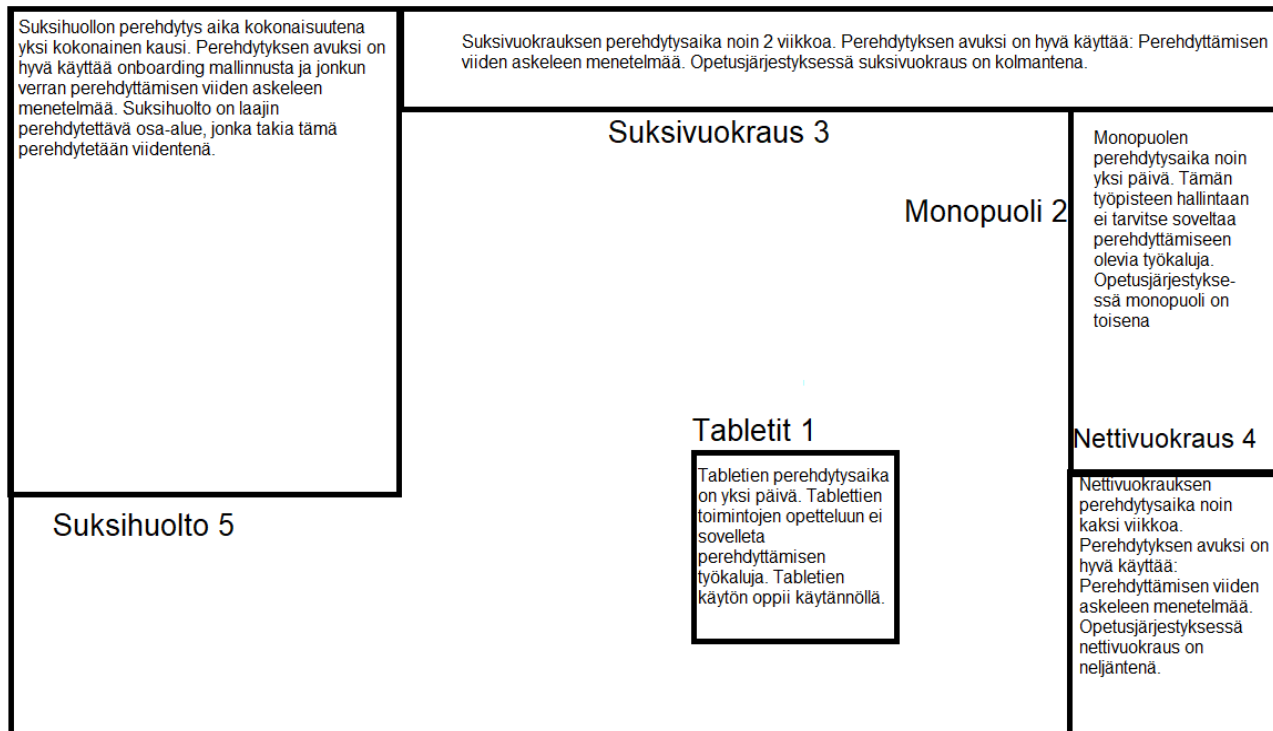 Suksihuollon perehdytys aika kokonaisuutena
yksi kokonainen kausi. Perehdytyksen avuksi on
hyvä käyttää onboarding mallinnusta ja jonkun
verran perehdyttämisen viiden askeleen
menetelmää. Suksihuolto on laajin
perehdytettävä osa-alue, jonka takia tämä
perehdytetään viidentenä.
Suksivuokrauksen perehdytysaika noin 2 viikkoa. Perehdytyksen avuksi on hyvä käyttää: Perehdyttämisen
viiden askeleen menetelmää. Opetusjärjestyksessä suksivuokraus on kolmantena.
Suksivuokraus 3
Monopuoli 2
Monopuolen
perehdytysaika noin
yksi päivä. Tämän
työpisteen hallintaan
ei tarvitse soveltaa
perehdyttämiseen
olevia työkaluja.
Opetusjärjestykse-
ssä monopuoli on
toisena
Tabletit 1
Tabletien perehdytysaika
on yksi päivä. Tablettien
toimintojen opetteluun ei
sovelleta
perehdyttämisen
työkaluja. Tabletien
käytön oppii käytännöllä.
Nettivuokraus 4
Nettivuokrauksen
perehdytysaika noin
kaksi viikkoa.
Perehdytyksen avuksi on
hyvä käyttää:
Perehdyttämisen viiden
askeleen menetelmää.
Opetusjärjestyksessä
nettivuokraus on
neljäntenä.
Suksihuolto 5